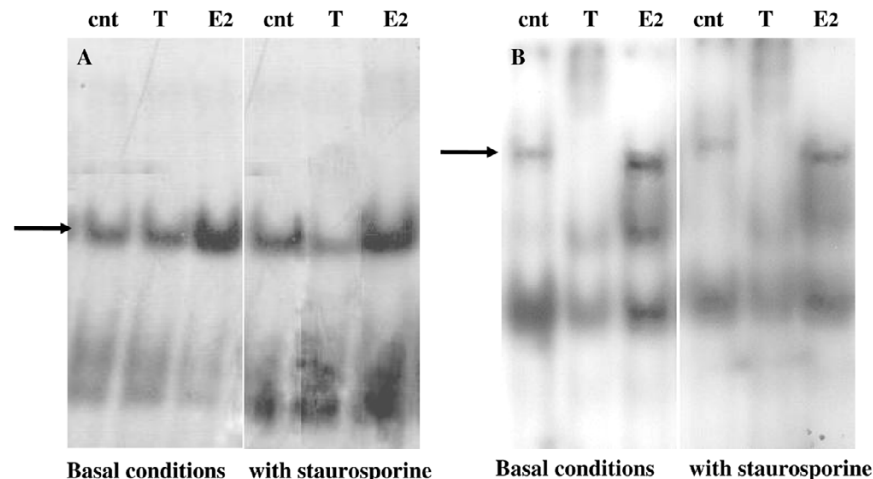 cnt T E2 cnt T E2
A
Basal conditions with staurosporine
cnt T E2 cnt T E2
B
Basal conditions with staurosporine